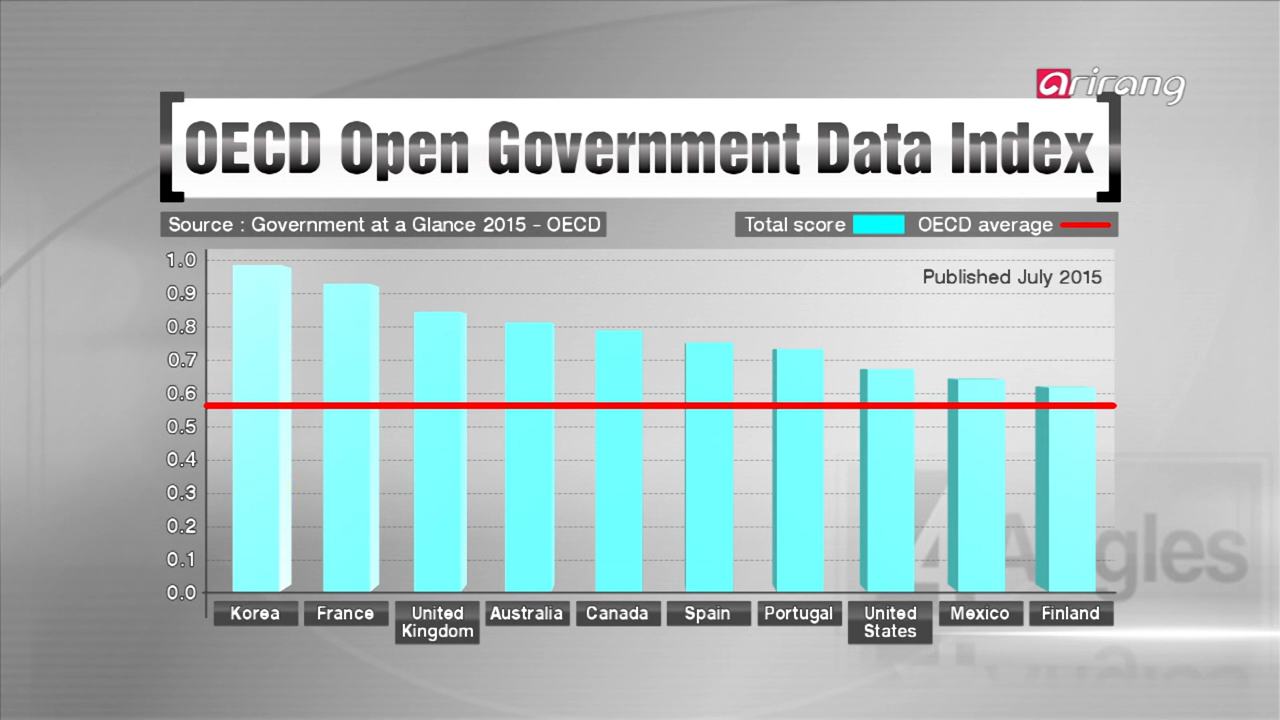 arirang
OECD Open Government Data Index
Source : Government at a Glance 2015 - OECD
Total score OECD average
Published July 2015
1.0
0.9
0.8
0.7
0.6
0.5
0.4
0.3
0.2
0.1
0.0
Korea France United Kingdom Australia Canada Spain Portugal United States Mexico Finland
4 Angles